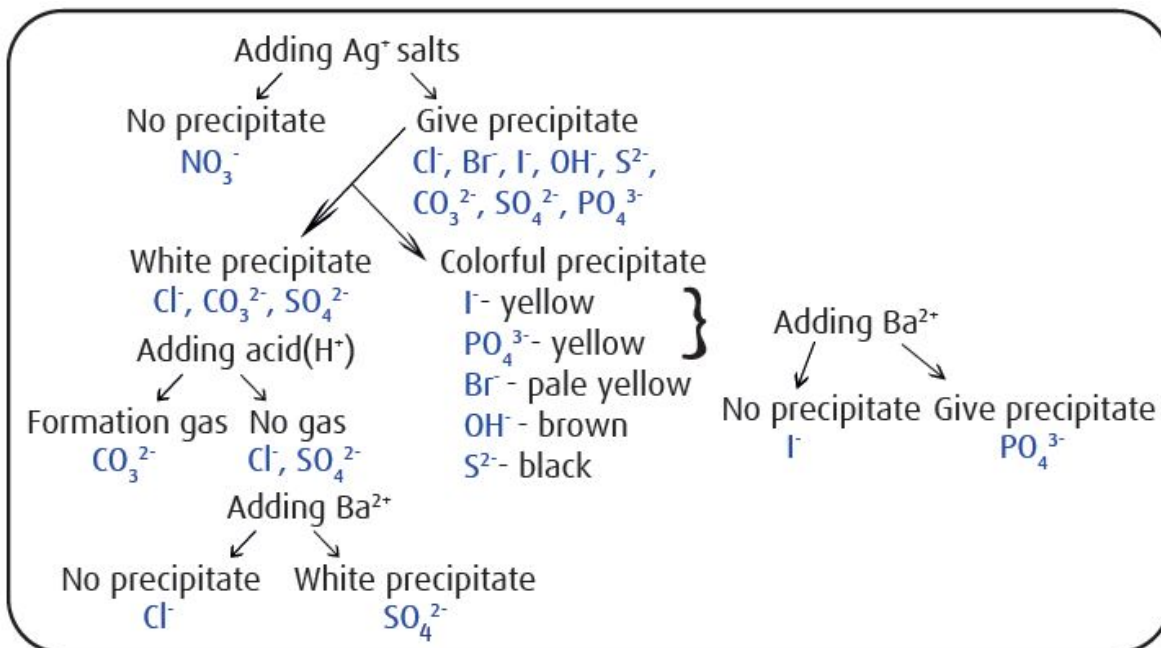 Adding Ag⁺ salts
No precipitate
NO₃⁻
Give precipitate
Cl⁻, Br⁻, I⁻, OH⁻, S²⁻,
CO₃²⁻, SO₄²⁻, PO₄³⁻
White precipitate
Cl⁻, CO₃²⁻, SO₄²⁻
Adding acid(H⁺)
Formation gas
CO₃²⁻
No gas
Cl⁻, SO₄²⁻
Adding Ba²⁺
No precipitate
Cl⁻
White precipitate
SO₄²⁻
Colorful precipitate
I⁻- yellow
PO₄³⁻- yellow
Br⁻ - pale yellow
OH⁻ - brown
S²⁻- black
}
Adding Ba²⁺
No precipitate
I⁻
Give precipitate
PO₄³⁻